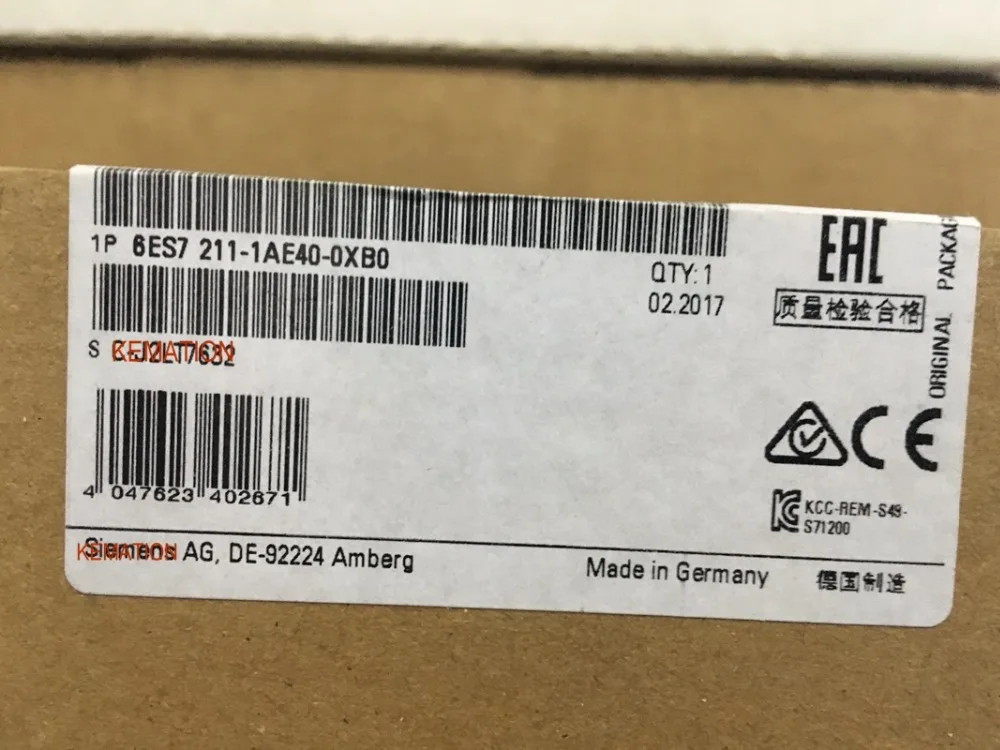 1P 6ES7 211-1AE40-0XB0
QTY: 1
02.2017
EAC
质量检验合格
ORIGINAL PACKAG
S
KEMATION
4 047623 402671
CE
KCC-REM-S49-
S71200
KEMATION
Siemens AG, DE-92224 Amberg
Made in Germany
德国制造